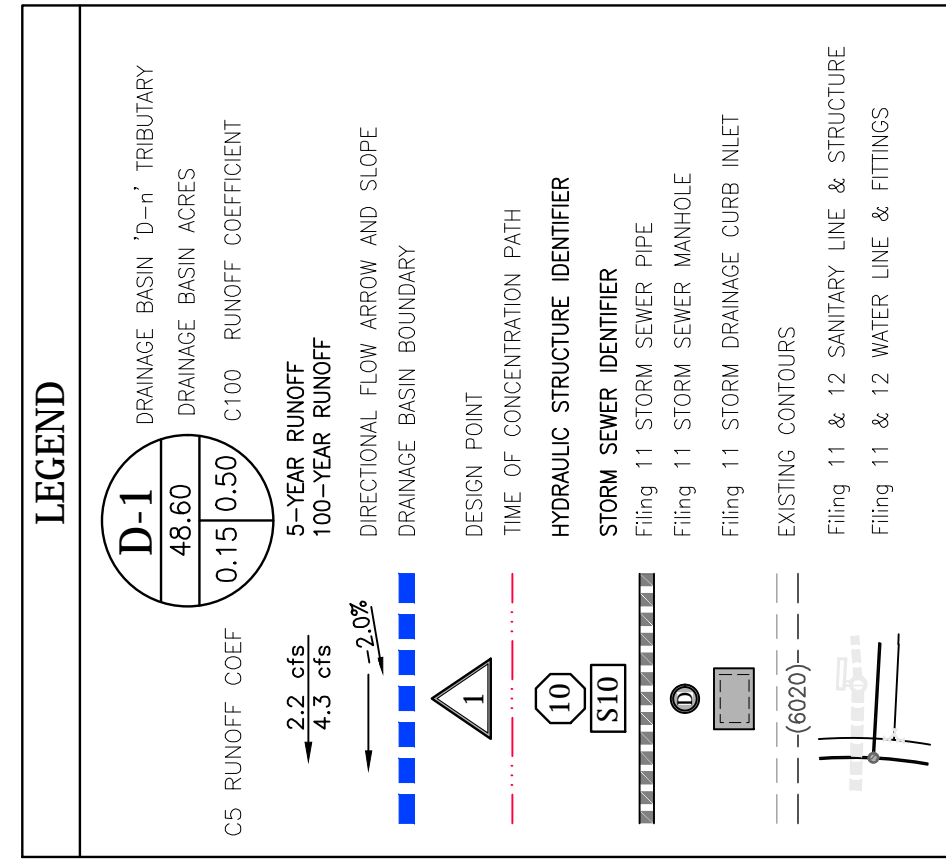 LEGEND
D-1
48.60
0.15 0.50
DRAINAGE BASIN 'D-n' TRIBUTARY
DRAINAGE BASIN ACRES
C5 RUNOFF COEF
C100 RUNOFF COEFFICIENT
2.2 cfs
4.3 cfs
5-YEAR RUNOFF
100-YEAR RUNOFF
-2.0%
DIRECTIONAL FLOW ARROW AND SLOPE
DRAINAGE BASIN BOUNDARY
1
DESIGN POINT
TIME OF CONCENTRATION PATH
10
HYDRAULIC STRUCTURE IDENTIFIER
S10
STORM SEWER IDENTIFIER
Filing 11 STORM SEWER PIPE
D
Filing 11 STORM SEWER MANHOLE
Filing 11 STORM DRAINAGE CURB INLET
(6020)
EXISTING CONTOURS
Filing 11 & 12 SANITARY LINE & STRUCTURE
Filing 11 & 12 WATER LINE & FITTINGS